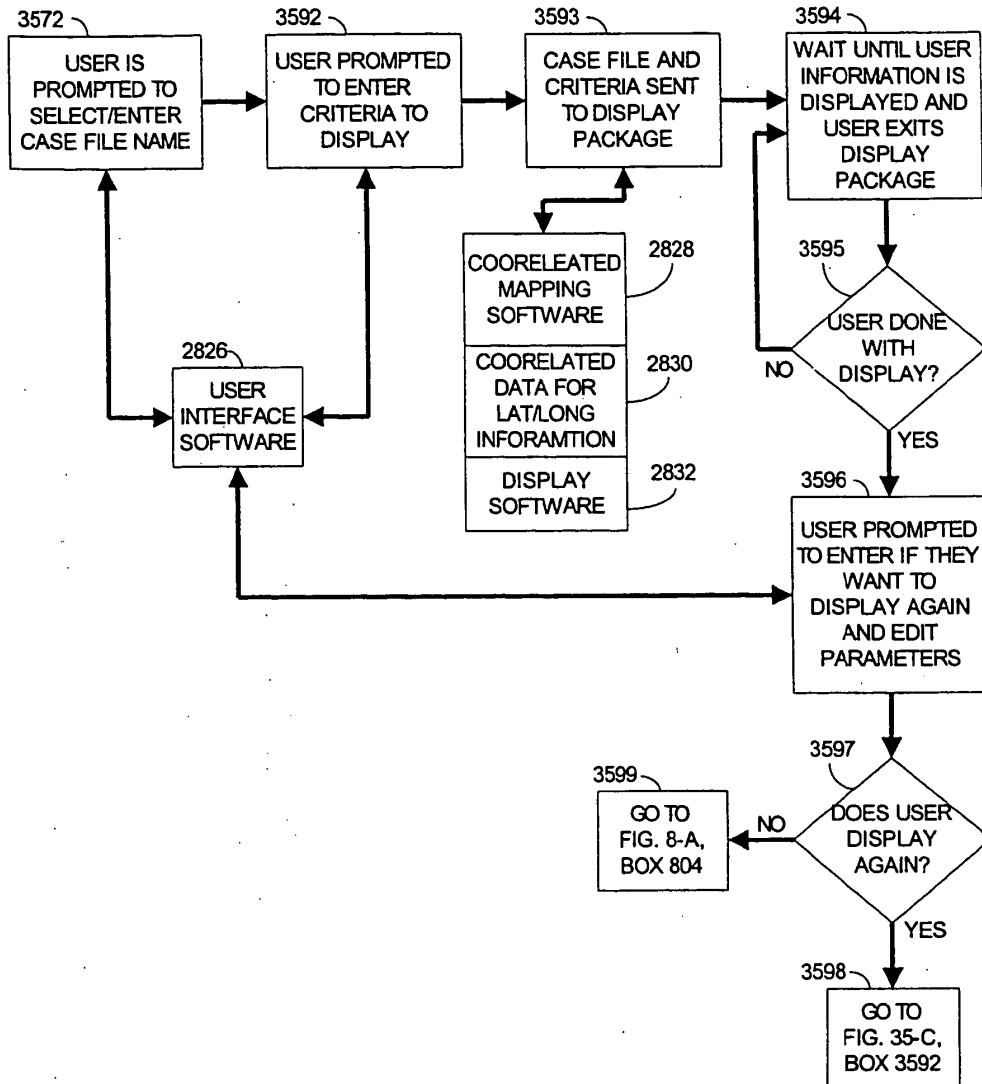 3572
USER IS
PROMPTED TO
SELECT/ENTER
CASE FILE NAME
3592
USER PROMPTED
TO ENTER
CRITERIA TO
DISPLAY
3593
CASE FILE AND
CRITERIA SENT
TO DISPLAY
PACKAGE
3594
WAIT UNTIL USER
INFORMATION IS
DISPLAYED AND
USER EXITS
DISPLAY
PACKAGE
3595
USER DONE
WITH
DISPLAY?
NO
YES
2826
USER
INTERFACE
SOFTWARE
COORELEATED
MAPPING
SOFTWARE
2828
COORELATED
DATA FOR
LAT/LONG
INFORAMTION
2830
DISPLAY
SOFTWARE
2832
3596
USER PROMPTED
TO ENTER IF THEY
WANT TO
DISPLAY AGAIN
AND EDIT
PARAMETERS
3597
DOES USER
DISPLAY
AGAIN?
NO
YES
3599
GO TO
FIG. 8-A,
BOX 804
3598
GO TO
FIG. 35-C,
BOX 3592